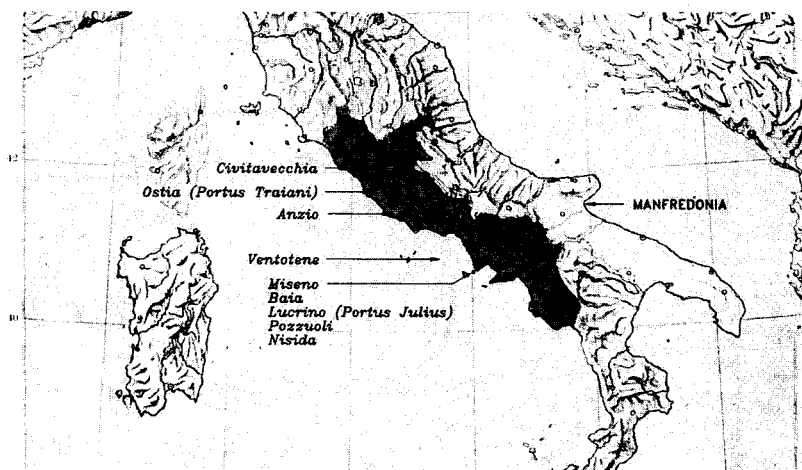 42
Civitavecchia
Ostia (Portus Traiani)
Anzio
MANFREDONIA
Ventotene
Miseno
Baia
Lucrino (Portus Julius)
Pozzuoli
Nisida
40